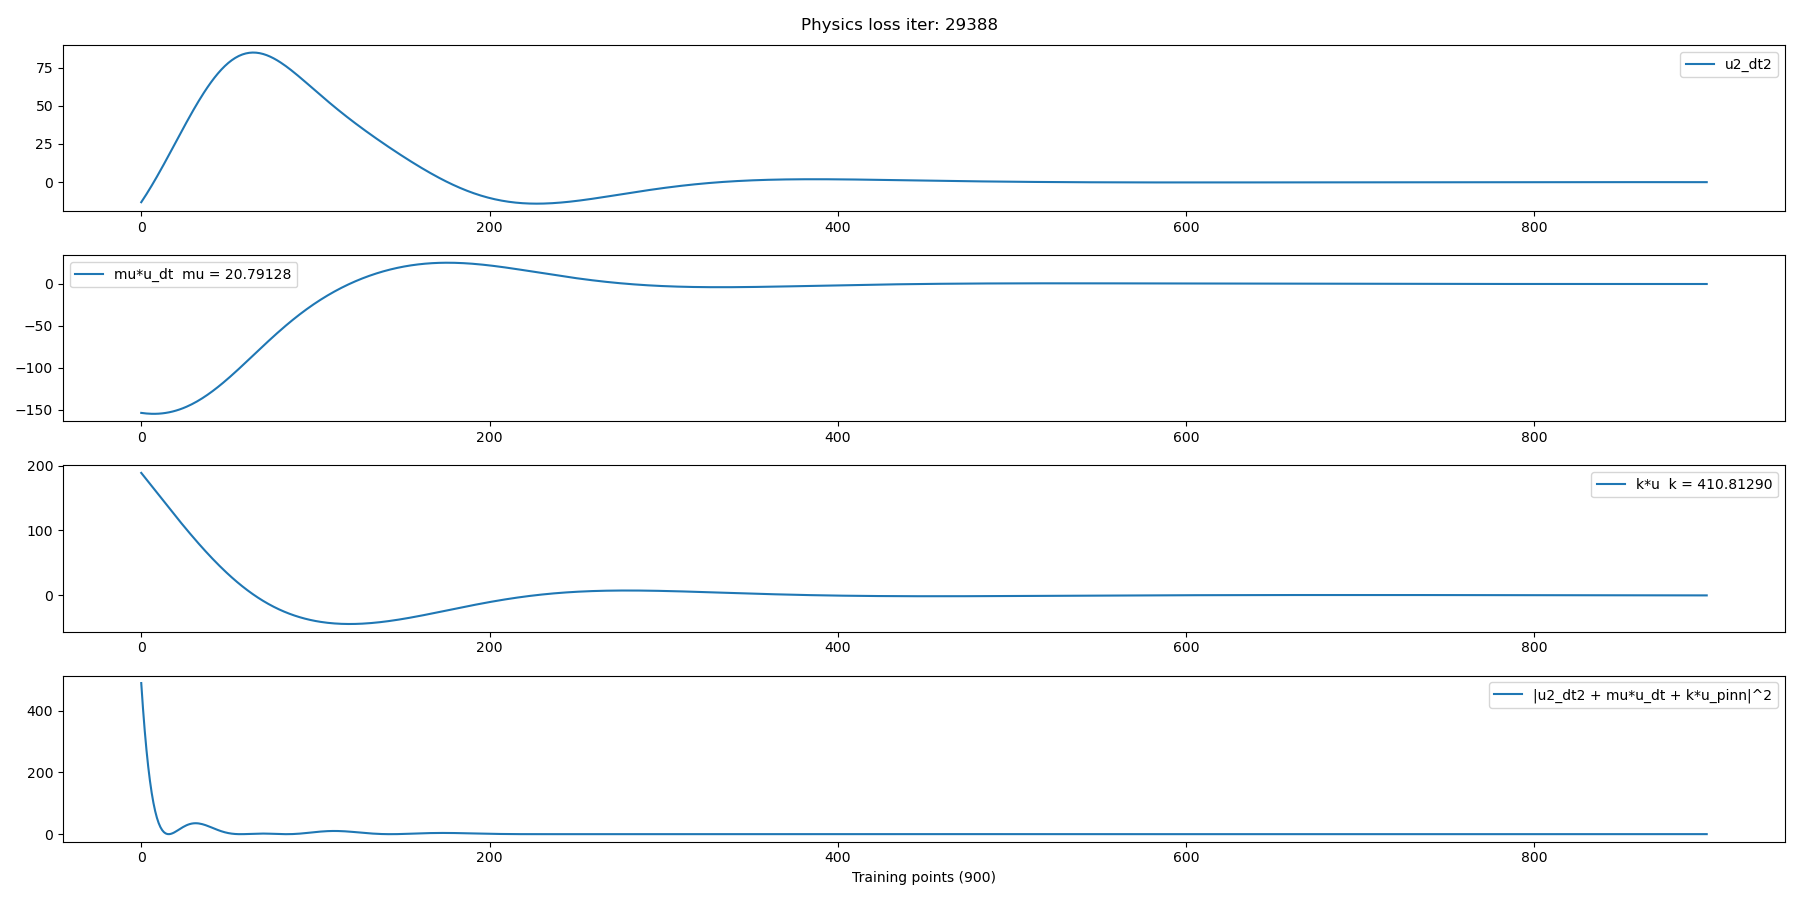 Physics loss iter: 29388
75
50
25
0
u2_dt2
0 200 400 600 800
0
−50
−100
−150
mu*u_dt  mu = 20.79128
0 200 400 600 800
200
100
0
k*u  k = 410.81290
0 200 400 600 800
400
200
0
|u2_dt2 + mu*u_dt + k*u_pinn|^2
0 200 400 600 800
Training points (900)